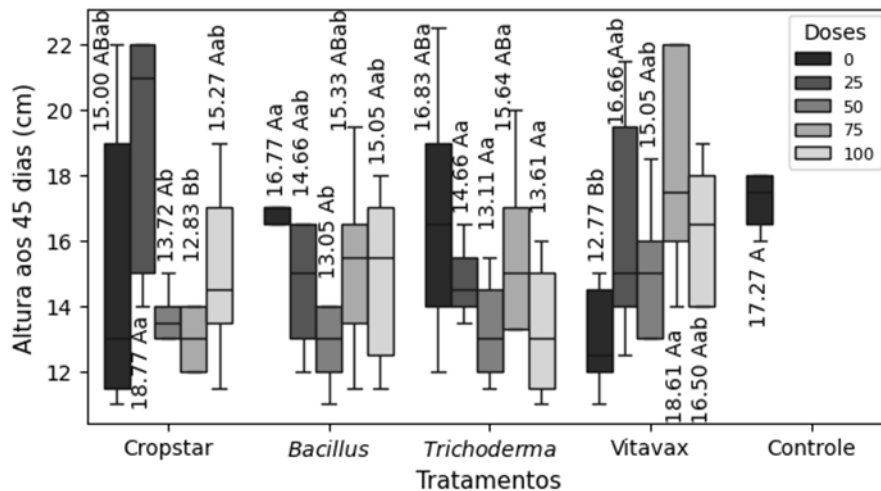 Altura aos 45 dias (cm)
22
20
18
16
14
12
15.00 ABab
18.77 Aa
13.72 Ab
12.83 Bb
15.27 Aab
16.77 Aa
14.66 Aab
13.05 Ab
15.33 ABab
15.05 Aab
16.83 ABa
14.66 Aa
13.11 Aa
15.64 ABa
13.61 Aa
12.77 Bb
16.66 Aab
15.05 Aab
18.61 Aa
16.50 Aab
17.27 A
Doses
0
25
50
75
100
Cropstar
Bacillus
Trichoderma
Vitavax
Controle
Tratamentos